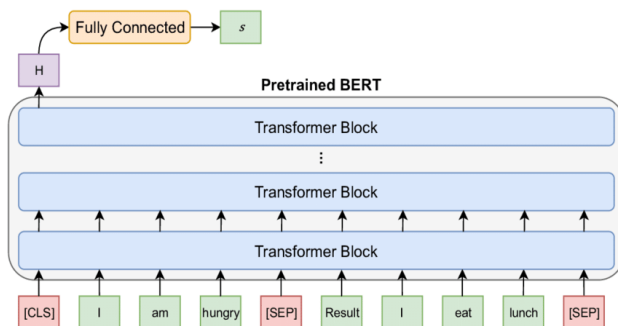 Fully Connected s
H
Pretrained BERT
Transformer Block
⋮
Transformer Block
Transformer Block
[CLS] I am hungry [SEP] Result I eat lunch [SEP]